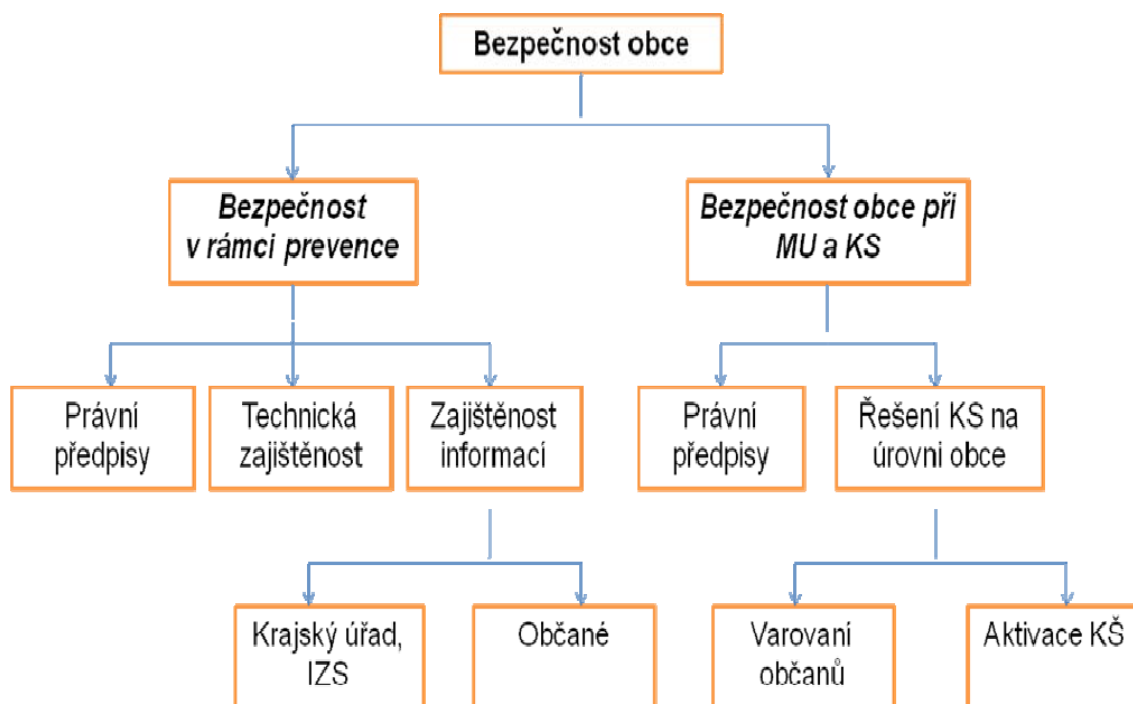 Bezpečnost obce
Bezpečnost
v rámci prevence
Bezpečnost obce při
MU a KS
Právní
předpisy
Technická
zajištěnost
Zajištěnost
informací
Právní
předpisy
Řešení KS na
úrovni obce
Krajský úřad,
IZS
Občané
Varovaní
občanů
Aktivace KŠ